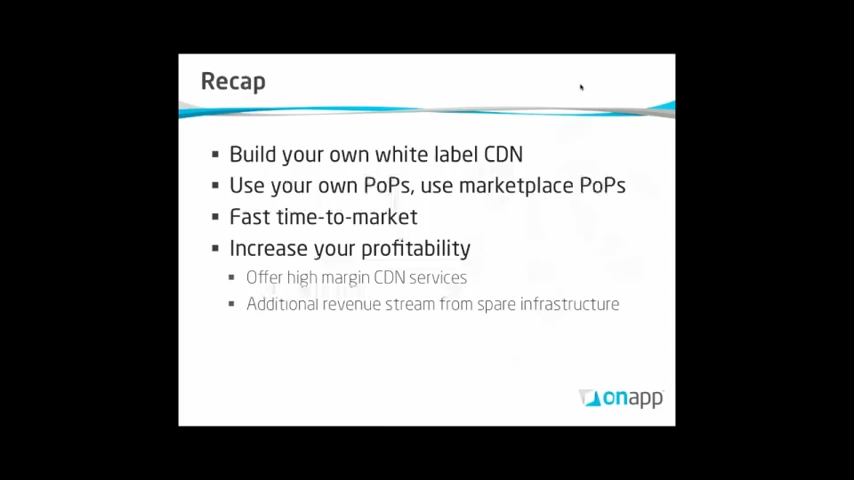 Recap
▪ Build your own white label CDN
▪ Use your own PoPs, use marketplace PoPs
▪ Fast time-to-market
▪ Increase your profitability
▪ Offer high margin CDN services
▪ Additional revenue stream from spare infrastructure
onapp